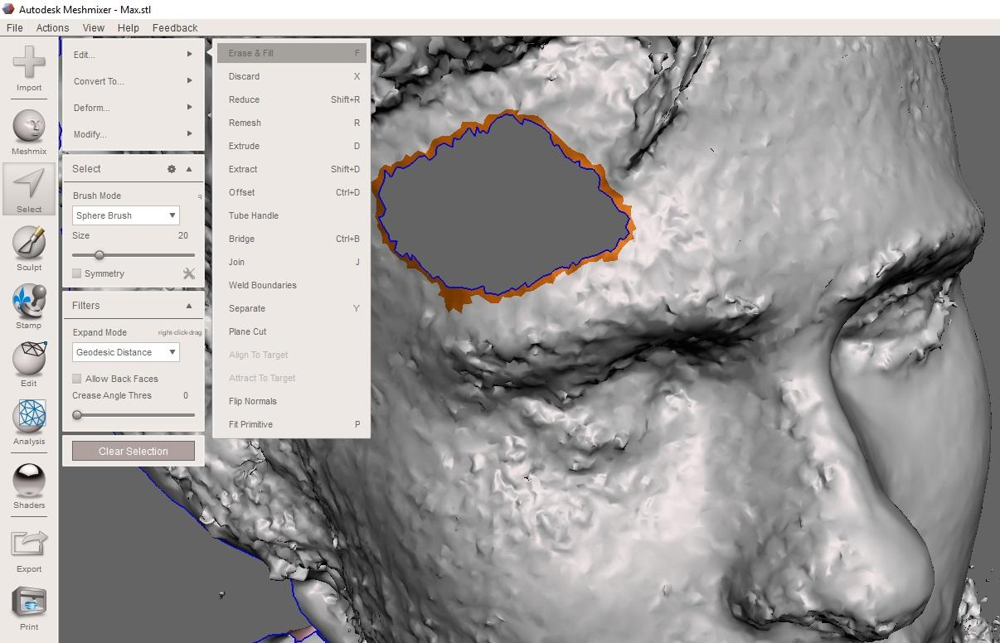 Autodesk Meshmixer - Max.stl
File Actions View Help Feedback
Import
Meshmix
Select
Sculpt
Stamp
Edit
Analysis
Shaders
Export
Print
Edit...
Convert To...
Deform...
Modify...
Select
Brush Mode q
Sphere Brush
Size 20
Symmetry
Filters
Expand Mode right-click-drag
Geodesic Distance
Allow Back Faces
Crease Angle Thres 0
Clear Selection
Erase & Fill F
Discard X
Reduce Shift+R
Remesh R
Extrude D
Extract Shift+D
Offset Ctrl+D
Tube Handle
Bridge Ctrl+B
Join J
Weld Boundaries
Separate Y
Plane Cut
Align To Target
Attract To Target
Flip Normals
Fit Primitive P